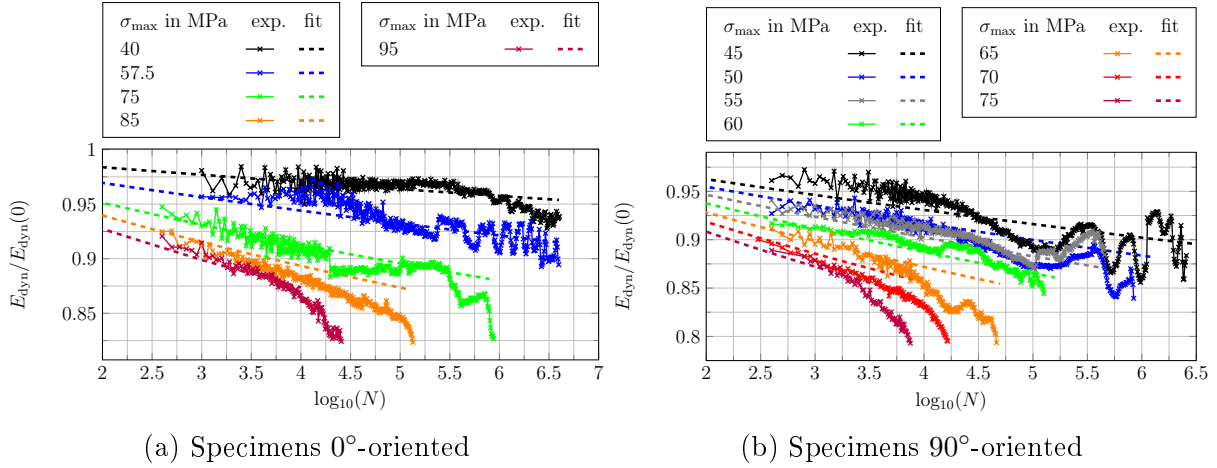 σmax in MPa exp. fit
40
57.5
75
85
σmax in MPa exp. fit
95
1
0.95
0.9
0.85
Edyn/Edyn(0)
2 2.5 3 3.5 4 4.5 5 5.5 6 6.5 7
log10(N)
(a) Specimens 0°-oriented
σmax in MPa exp. fit
45
50
55
60
σmax in MPa exp. fit
65
70
75
0.95
0.9
0.85
0.8
Edyn/Edyn(0)
2 2.5 3 3.5 4 4.5 5 5.5 6 6.5
log10(N)
(b) Specimens 90°-oriented